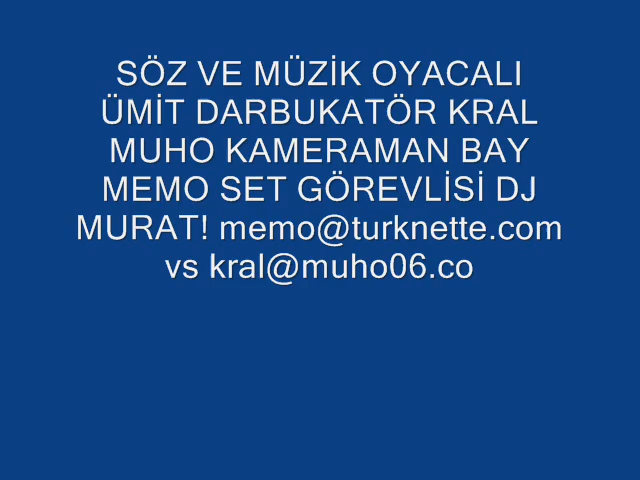 SÖZ VE MÜZİK OYACALI
ÜMİT DARBUKATÖR KRAL
MUHO KAMERAMAN BAY
MEMO SET GÖREVLİSİ DJ
MURAT! memo@turknette.com
vs kral@muho06.co